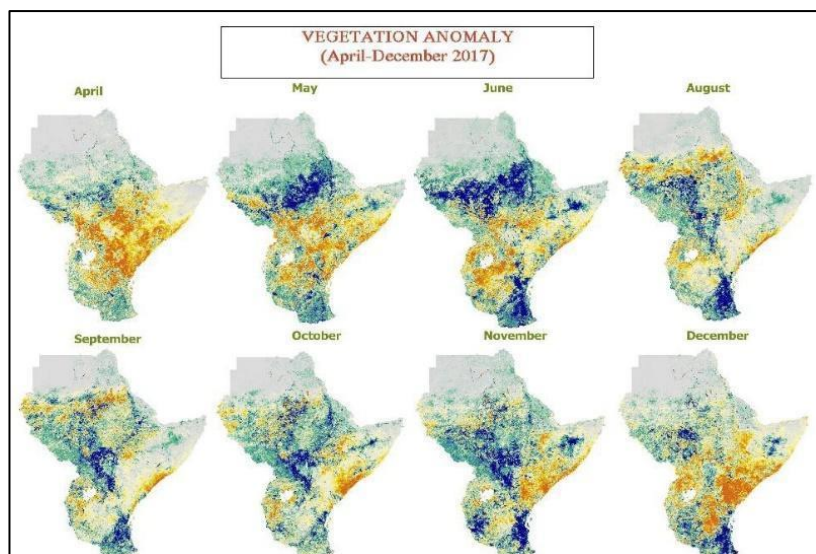 VEGETATION ANOMALY
(April-December 2017)
April
May
June
August
September
October
November
December